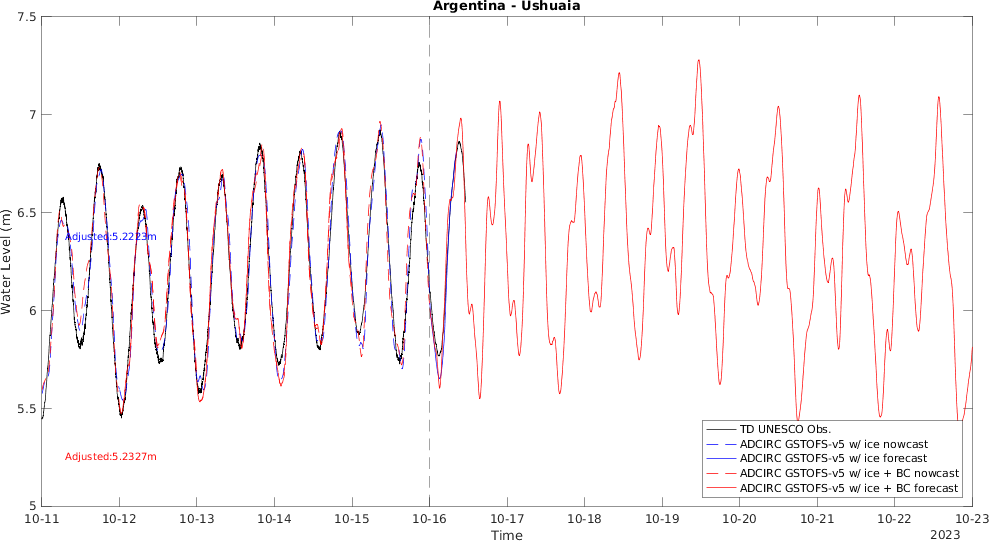 Argentina - Ushuaia
7.5
7
6.5
6
5.5
5
Water Level (m)
Adjusted:5.2223m
Adjusted:5.2327m
TD UNESCO Obs.
ADCIRC GSTOFS-v5 w/ ice nowcast
ADCIRC GSTOFS-v5 w/ ice forecast
ADCIRC GSTOFS-v5 w/ ice + BC nowcast
ADCIRC GSTOFS-v5 w/ ice + BC forecast
10-11 10-12 10-13 10-14 10-15 10-16 10-17 10-18 10-19 10-20 10-21 10-22 10-23
Time
2023